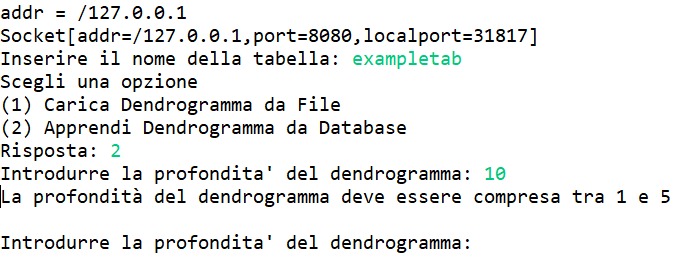 addr = /127.0.0.1
Socket[addr=/127.0.0.1,port=8080,localport=31817]
Inserire il nome della tabella: exampletab
Scegli una opzione
(1) Carica Dendrogramma da File
(2) Apprendi Dendrogramma da Database
Risposta: 2
Introdurre la profondita' del dendrogramma: 10
La profondità del dendrogramma deve essere compresa tra 1 e 5
Introdurre la profondita' del dendrogramma: